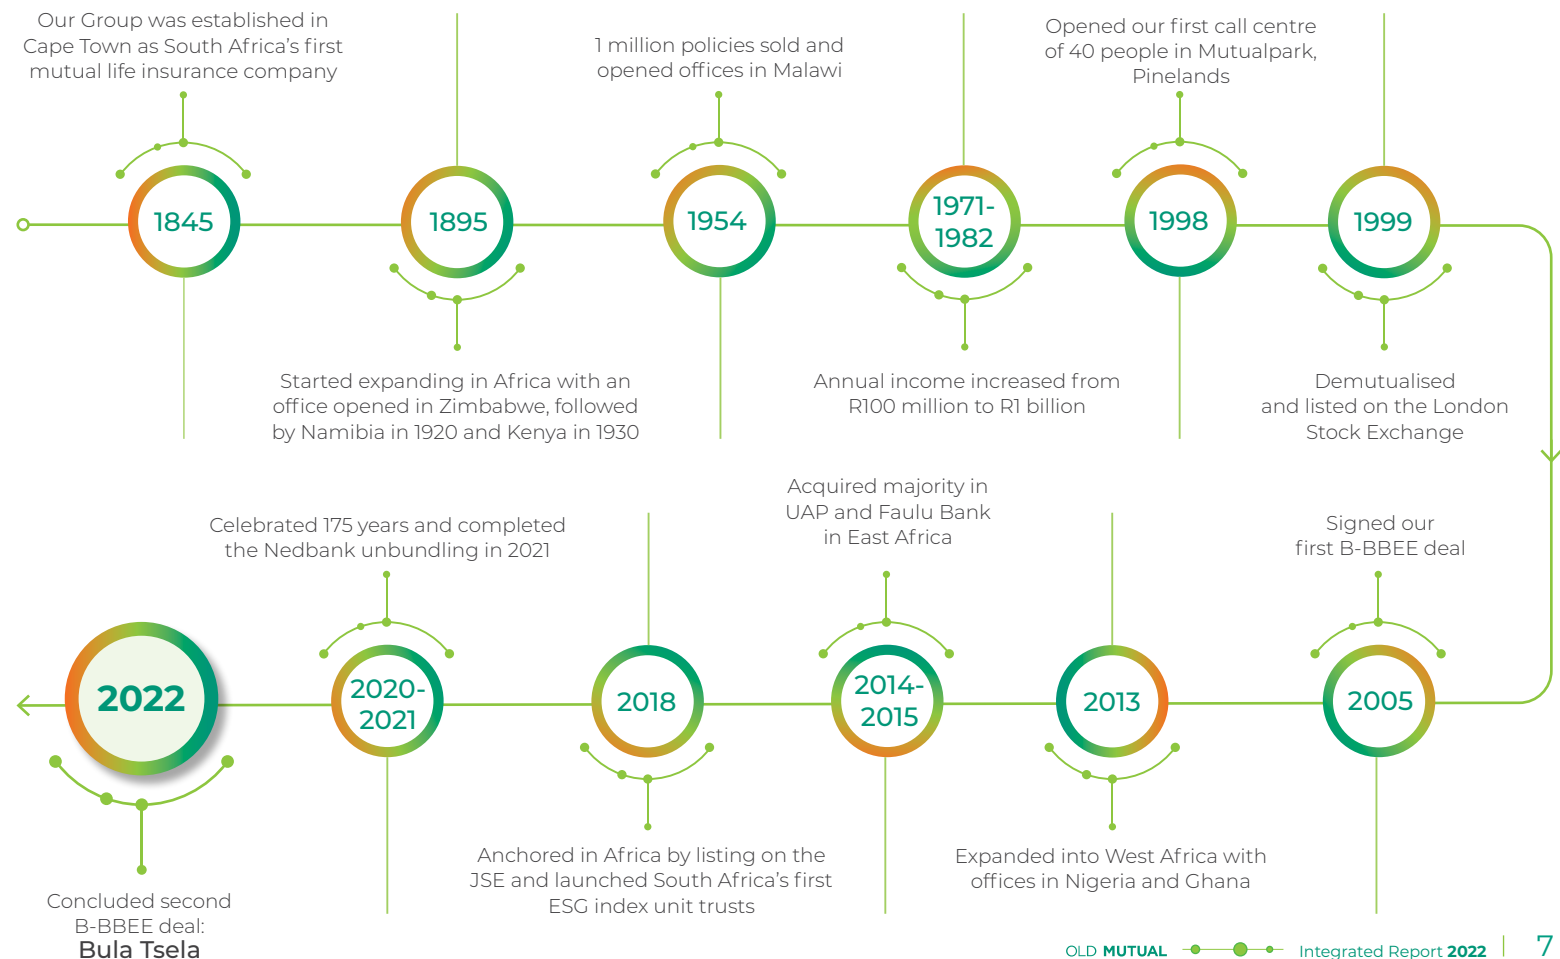 Our Group was established in
Cape Town as South Africa's first
mutual life insurance company
1845
1895
Started expanding in Africa with an
office opened in Zimbabwe, followed
by Namibia in 1920 and Kenya in 1930
1 million policies sold and
opened offices in Malawi
1954
1971-
1982
Annual income increased from
R100 million to R1 billion
Opened our first call centre
of 40 people in Mutualpark,
Pinelands
1998
1999
Demutualised
and listed on the London
Stock Exchange
Signed our
first B-BBEE deal
2005
2013
Expanded into West Africa with
offices in Nigeria and Ghana
Acquired majority in
UAP and Faulu Bank
in East Africa
2014-
2015
2018
Anchored in Africa by listing on the
JSE and launched South Africa's first
ESG index unit trusts
Celebrated 175 years and completed
the Nedbank unbundling in 2021
2020-
2021
2022
Concluded second
B-BBEE deal:
Bula Tsela
OLD MUTUAL Integrated Report 2022 7